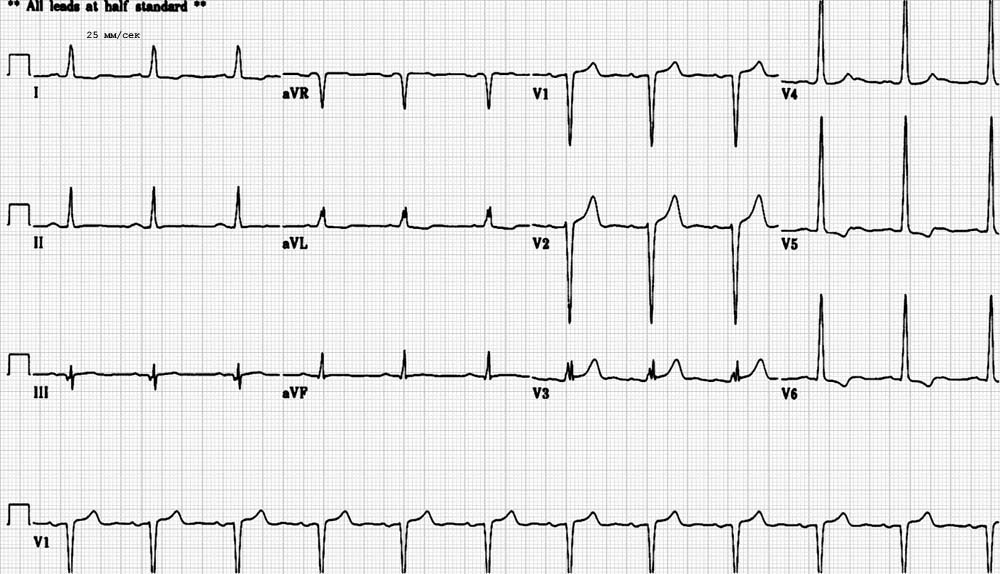 ** All leads at half standard **
25 мм/сек
I
aVR
V1
V4
II
aVL
V2
V5
III
aVF
V3
V6
V1